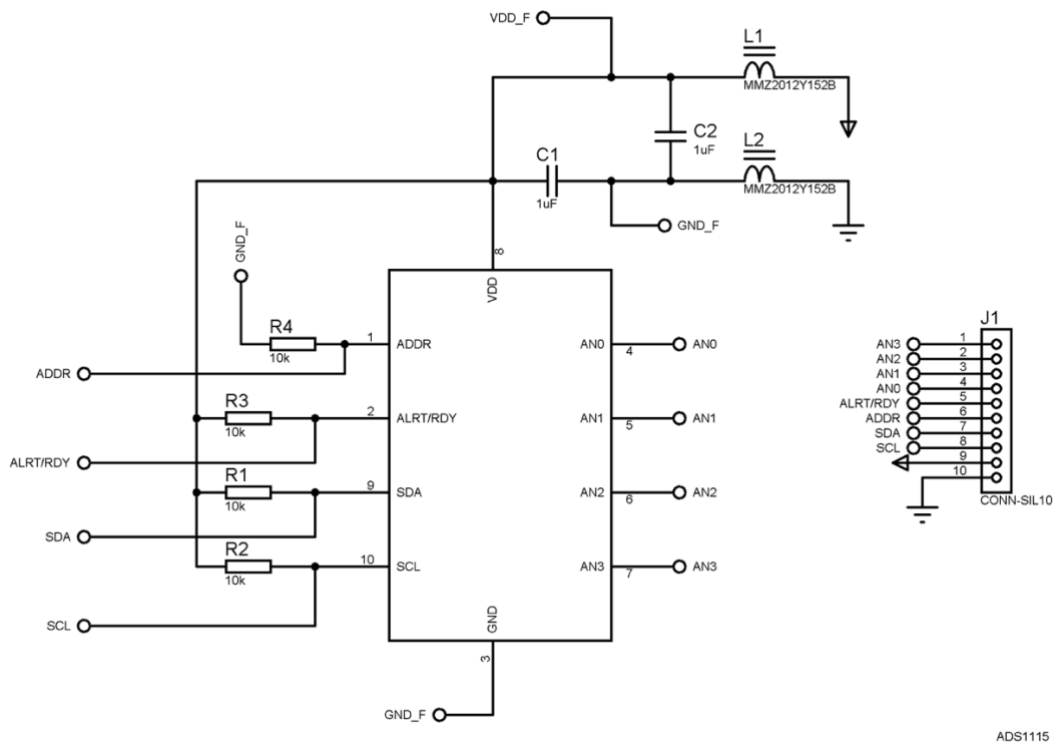 VDD_F
L1
MMZ2012Y152B
C2
1uF
L2
MMZ2012Y152B
C1
1uF
GND_F
GND_F
8
VDD
R4
10k
1
ADDR
ADDR
R3
10k
2
ALRT/RDY
ALRT/RDY
R1
10k
9
SDA
SDA
R2
10k
10
SCL
SCL
AN0
4
AN0
AN1
5
AN1
AN2
6
AN2
AN3
7
AN3
GND
3
GND_F
J1
AN3 1
AN2 2
AN1 3
AN0 4
ALRT/RDY 5
ADDR 6
SDA 7
SCL 8
9
10
CONN-SIL10
ADS1115